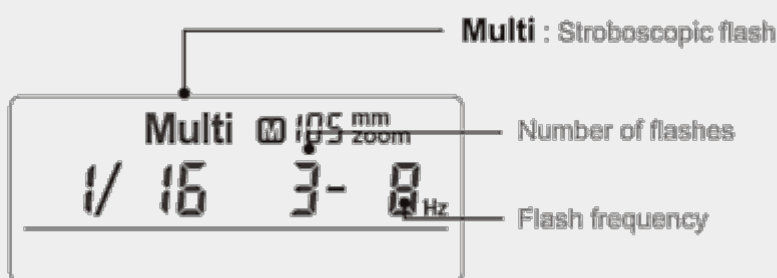 Multi : Stroboscopic flash
Multi M 105 mm zoom
Number of flashes
1/ 16 3- 8 Hz
Flash frequency